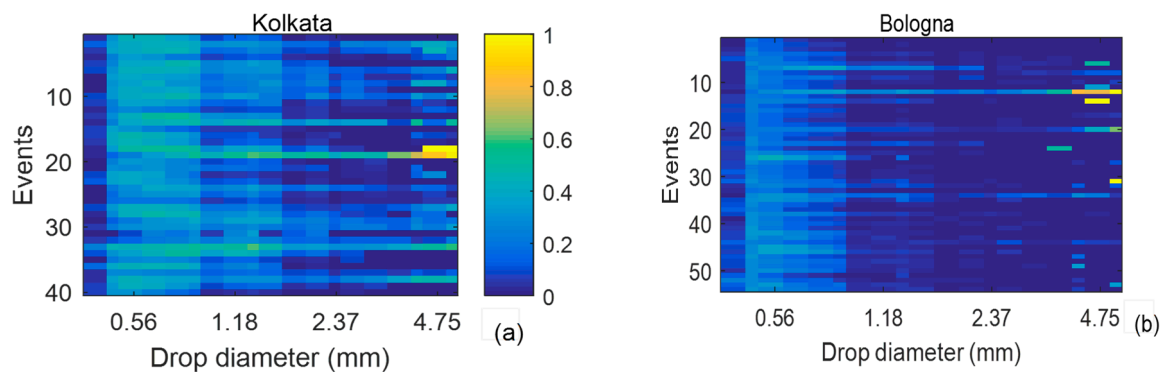 Kolkata
10
20
30
40
Events
0.56 1.18 2.37 4.75
Drop diameter (mm)
1
0.8
0.6
0.4
0.2
0
(a)
Bologna
10
20
30
40
50
Events
0.56 1.18 2.37 4.75
Drop diameter (mm)
(b)